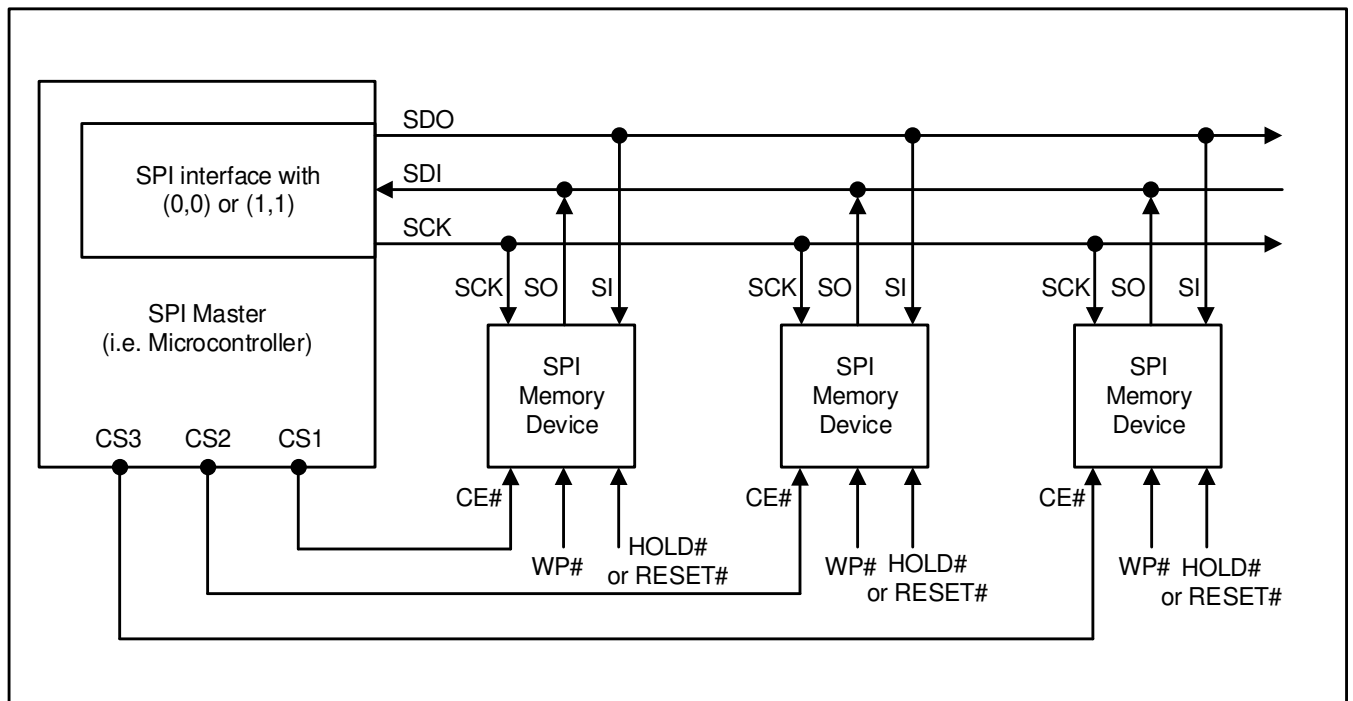 SDO
SPI interface with
(0,0) or (1,1)
SDI
SCK
SPI Master
(i.e. Microcontroller)
CS3 CS2 CS1
SCK SO SI
SPI
Memory
Device
CE#
WP#
HOLD#
or RESET#
SCK SO SI
SPI
Memory
Device
CE#
WP#
HOLD#
or RESET#
SCK SO SI
SPI
Memory
Device
CE#
WP#
HOLD#
or RESET#